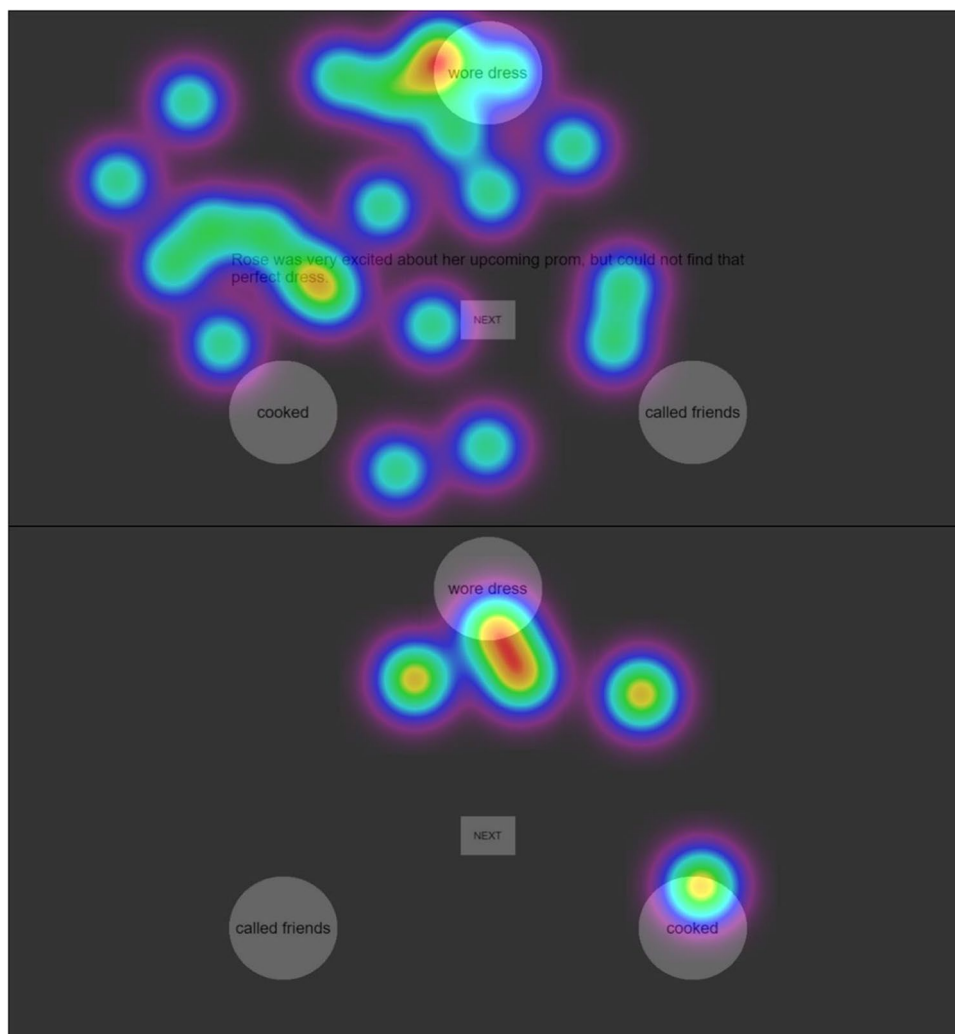 wore dress
Rose was very excited about her upcoming prom, but could not find that
perfect dress.
NEXT
cooked
called friends
wore dress
NEXT
called friends
cooked